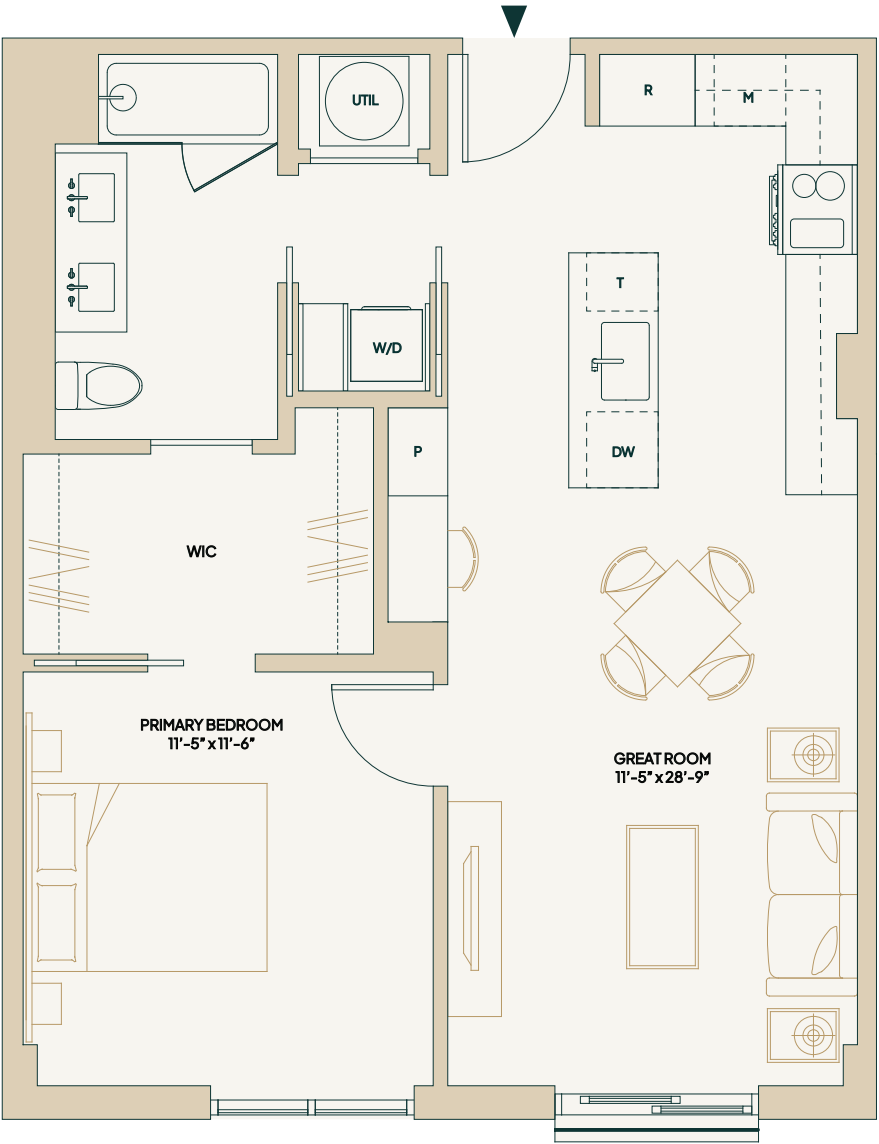 UTIL
R
M
T
W/D
P
DW
WIC
PRIMARY BEDROOM
11'-5" x 11'-6"
GREAT ROOM
11'-5" x 28'-9"